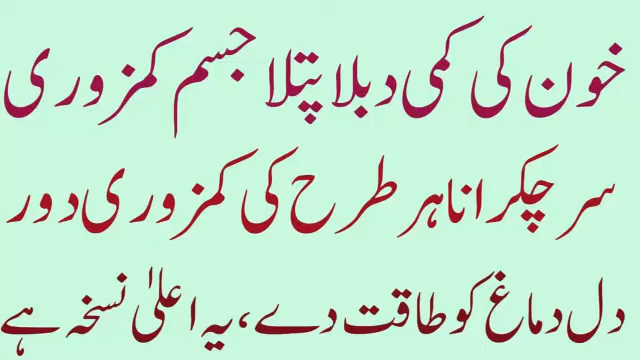 خون کی کمی دبلا پتلا جسم کمزوری
سر چکرانا ہر طرح کی کمزوری دور
دل دماغ کو طاقت دے، یہ اعلیٰ نسخہ ہے